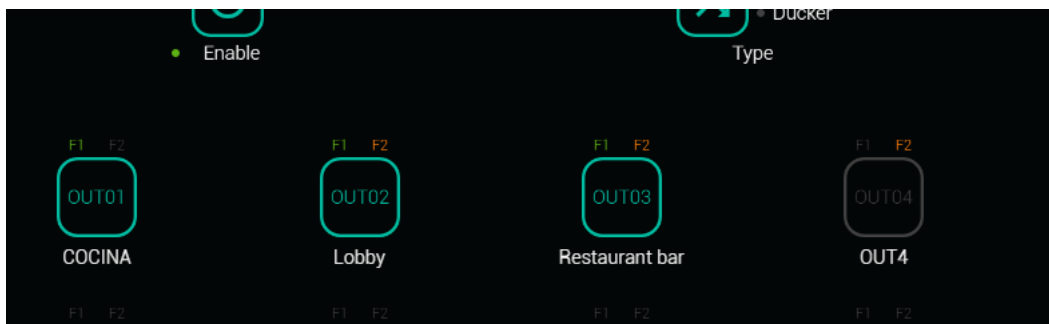 Ducker
Enable Type
F1 F2 F1 F2 F1 F2 F1 F2
OUT01 OUT02 OUT03 OUT04
COCINA Lobby Restaurant bar OUT4
F1 F2 F1 F2 F1 F2 F1 F2